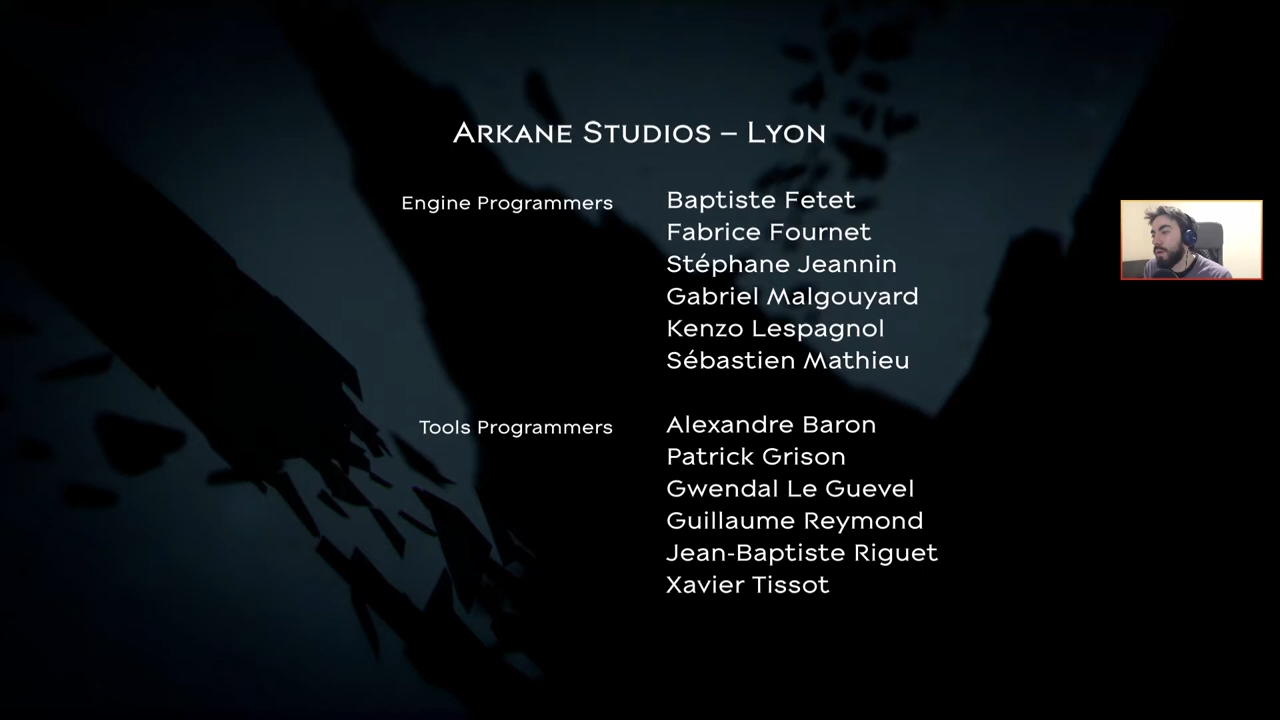 Arkane Studios – Lyon
Engine Programmers
Baptiste Fetet
Fabrice Fournet
Stéphane Jeannin
Gabriel Malgouyard
Kenzo Lespagnol
Sébastien Mathieu
Tools Programmers
Alexandre Baron
Patrick Grison
Gwendal Le Guevel
Guillaume Reymond
Jean-Baptiste Riguet
Xavier Tissot